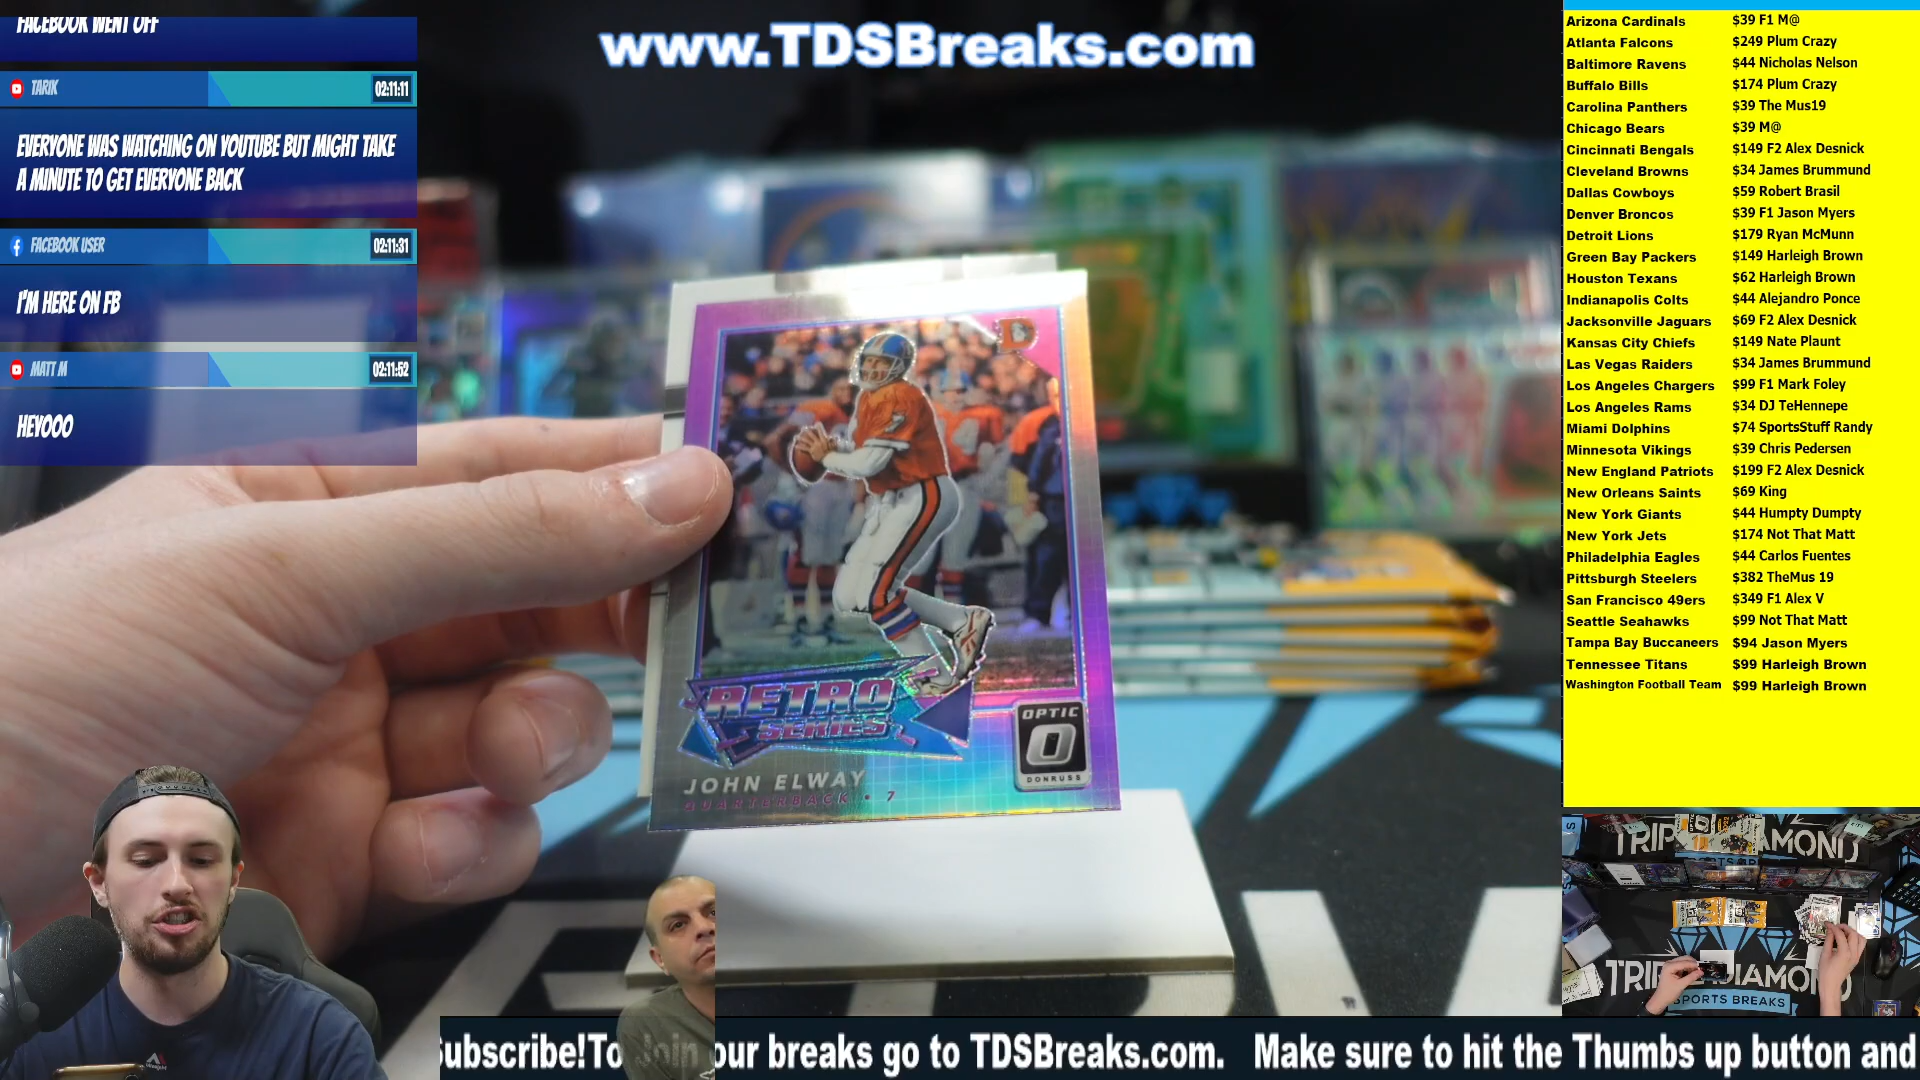 FACEBOOK WENT OFF
TARIK
02:11:11
EVERYONE WAS WATCHING ON YOUTUBE BUT MIGHT TAKE
A MINUTE TO GET EVERYONE BACK
FACEBOOK USER
02:11:31
I'M HERE ON FB
MATT M
02:11:52
HEYOOO
www.TDSBreaks.com
D
RETRO
SERIES
OPTIC
O
DONRUSS
JOHN ELWAY
QUARTERBACK • 7
Arizona Cardinals $39 F1 M@
Atlanta Falcons $249 Plum Crazy
Baltimore Ravens $44 Nicholas Nelson
Buffalo Bills $174 Plum Crazy
Carolina Panthers $39 The Mus19
Chicago Bears $39 M@
Cincinnati Bengals $149 F2 Alex Desnick
Cleveland Browns $34 James Brummund
Dallas Cowboys $59 Robert Brasil
Denver Broncos $39 F1 Jason Myers
Detroit Lions $179 Ryan McMunn
Green Bay Packers $149 Harleigh Brown
Houston Texans $62 Harleigh Brown
Indianapolis Colts $44 Alejandro Ponce
Jacksonville Jaguars $69 F2 Alex Desnick
Kansas City Chiefs $149 Nate Plaunt
Las Vegas Raiders $34 James Brummund
Los Angeles Chargers $99 F1 Mark Foley
Los Angeles Rams $34 DJ TeHennepe
Miami Dolphins $74 SportsStuff Randy
Minnesota Vikings $39 Chris Pedersen
New England Patriots $199 F2 Alex Desnick
New Orleans Saints $69 King
New York Giants $44 Humpty Dumpty
New York Jets $174 Not That Matt
Philadelphia Eagles $44 Carlos Fuentes
Pittsburgh Steelers $382 TheMus 19
San Francisco 49ers $349 F1 Alex V
Seattle Seahawks $99 Not That Matt
Tampa Bay Buccaneers $94 Jason Myers
Tennessee Titans $99 Harleigh Brown
Washington Football Team $99 Harleigh Brown
SPORTS BREAKS
Subscribe!To Join our breaks go to TDSBreaks.com. Make sure to hit the Thumbs up button and